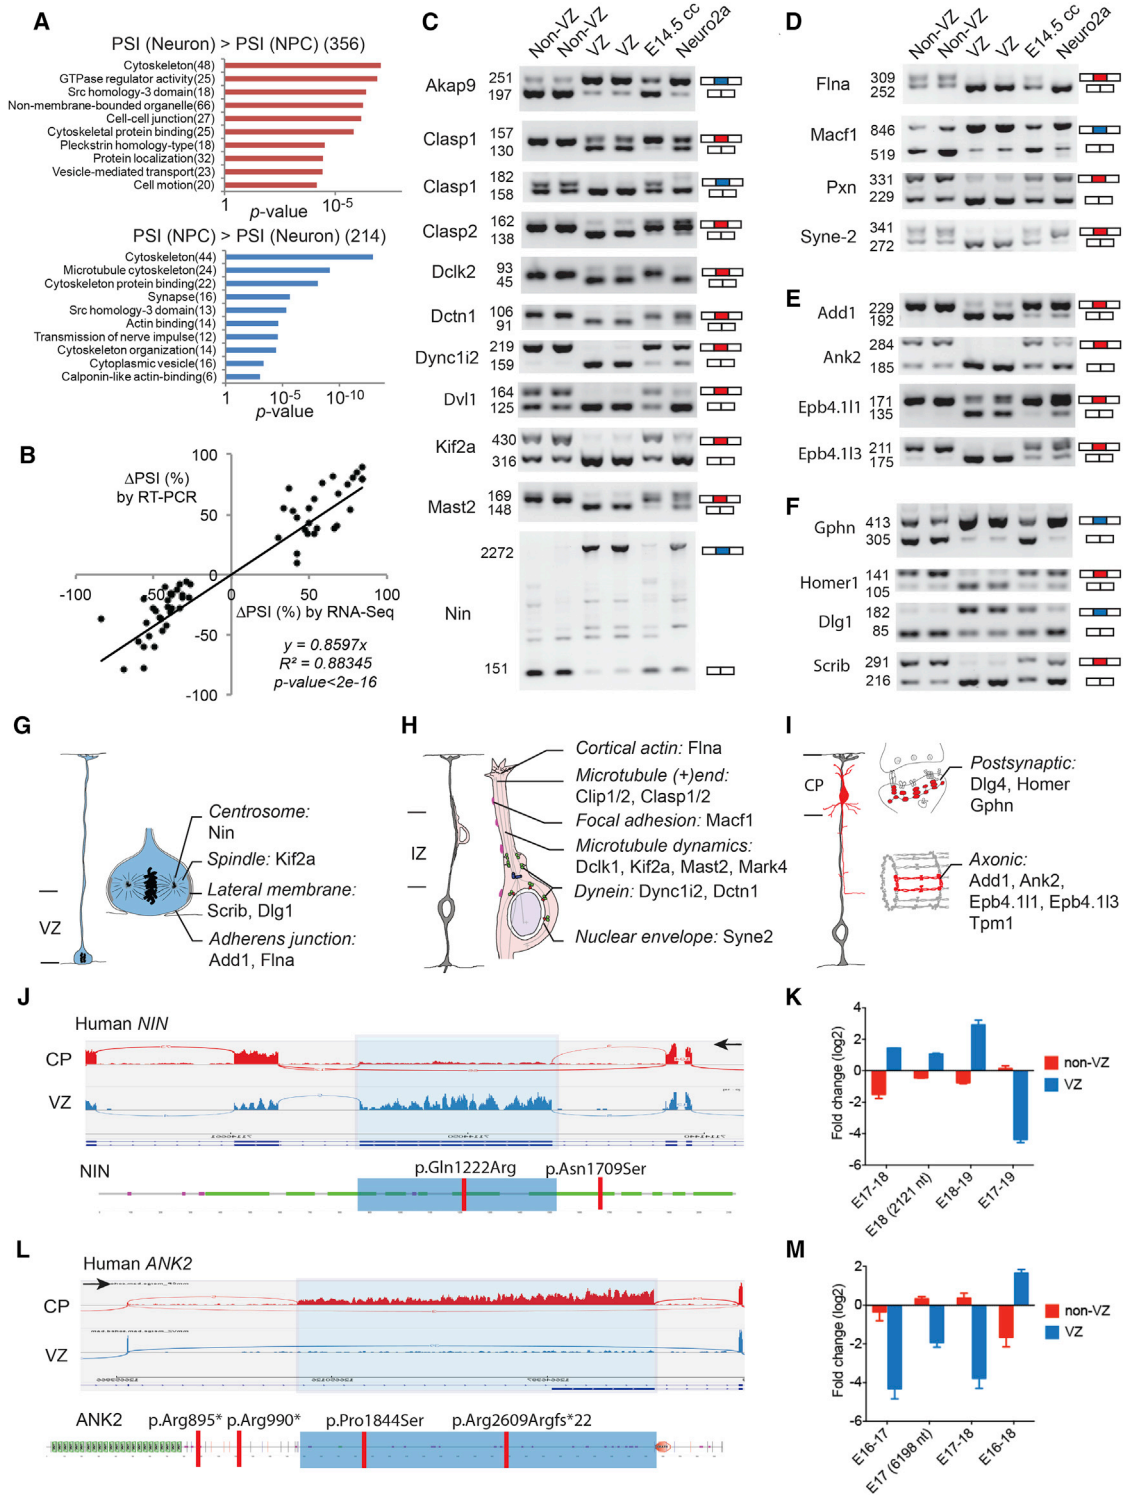 A
PSI (Neuron) > PSI (NPC) (356)
Cytoskeleton(48)
GTPase regulator activity(25)
Src homology-3 domain(18)
Non-membrane-bounded organelle(66)
Cell-cell junction(27)
Cytoskeletal protein binding(25)
Pleckstrin homology-type(18)
Protein localization(32)
Vesicle-mediated transport(23)
Cell motion(20)
1 10-5
p-value
PSI (NPC) > PSI (Neuron) (214)
Cytoskeleton(44)
Microtubule cytoskeleton(24)
Cytoskeleton protein binding(22)
Synapse(16)
Src homology-3 domain(13)
Actin binding(14)
Transmission of nerve impulse(12)
Cytoskeleton organization(14)
Cytoplasmic vesicle(16)
Calponin-like actin-binding(6)
1 10-5 10-10
p-value
B
ΔPSI (%)
by RT-PCR
100
50
0
-50
-100
-100 -50 0 50 100
ΔPSI (%) by RNA-Seq
y = 0.8597x
R² = 0.88345
p-value<2e-16
C
Non-VZ
Non-VZ
VZ
VZ
E14.5 cc
Neuro2a
Akap9 251
197
Clasp1 157
130
Clasp1 182
158
Clasp2 162
138
Dclk2 93
45
Dctn1 106
91
Dync1i2 219
159
Dvl1 164
125
Kif2a 430
316
Mast2 169
148
2272
Nin
151
D
Non-VZ
Non-VZ
VZ
VZ
E14.5 cc
Neuro2a
Flna 309
252
Macf1 846
519
Pxn 331
229
Syne-2 341
272
E
Add1 229
192
Ank2 284
185
Epb4.1l1 171
135
Epb4.1l3 211
175
F
Gphn 413
305
Homer1 141
105
Dlg1 182
85
Scrib 291
216
G
VZ
Centrosome:
Nin
Spindle: Kif2a
Lateral membrane:
Scrib, Dlg1
Adherens junction:
Add1, Flna
H
IZ
Cortical actin: Flna
Microtubule (+)end:
Clip1/2, Clasp1/2
Focal adhesion: Macf1
Microtubule dynamics:
Dclk1, Kif2a, Mast2, Mark4
Dynein: Dync1i2, Dctn1
Nuclear envelope: Syne2
I
CP
Postsynaptic:
Dlg4, Homer
Gphn
Axonic:
Add1, Ank2,
Epb4.1l1, Epb4.1l3
Tpm1
J
Human NIN
CP
VZ
NIN
p.Gln1222Arg p.Asn1709Ser
K
Fold change (log2)
4
2
0
-2
-4
-6
non-VZ
VZ
E17-18
E18 (2121 nt)
E18-19
E17-19
L
Human ANK2
CP
VZ
ANK2
p.Arg895* p.Arg990* p.Pro1844Ser p.Arg2609Argfs*22
M
Fold change (log2)
2
0
-2
-4
-6
non-VZ
VZ
E16-17
E17 (6198 nt)
E17-18
E16-18